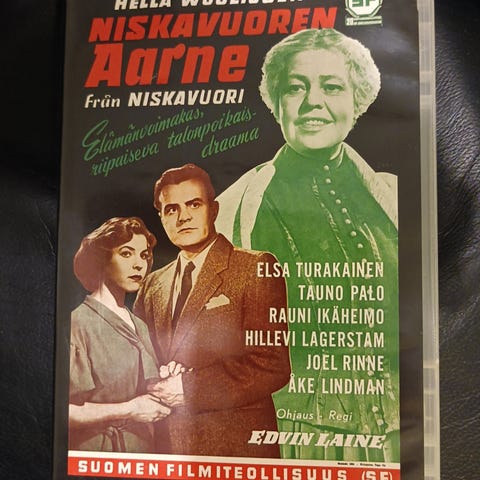 HELLA WUOLIJOEN
SF
NISKAVUOREN
Aarne
Från NISKAVUORI
Elämänvoimakas,
riipaiseva talonpoikais-
draama
ELSA TURAKAINEN
TAUNO PALO
RAUNI IKÄHEIMO
HILLEVI LAGERSTAM
JOEL RINNE
ÅKE LINDMAN
Ohjaus - Regi
EDVIN LAINE
SUOMEN FILMITEOLLISUUS (SF)